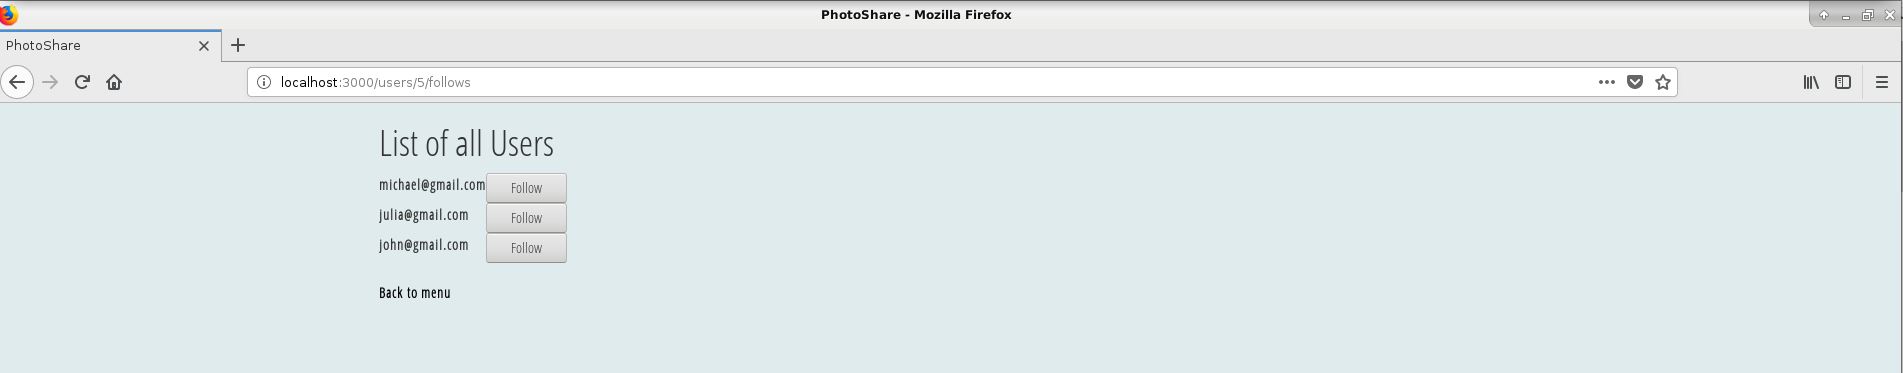 PhotoShare - Mozilla Firefox
PhotoShare
localhost:3000/users/5/follows
List of all Users
michael@gmail.com Follow
julia@gmail.com Follow
john@gmail.com Follow
Back to menu